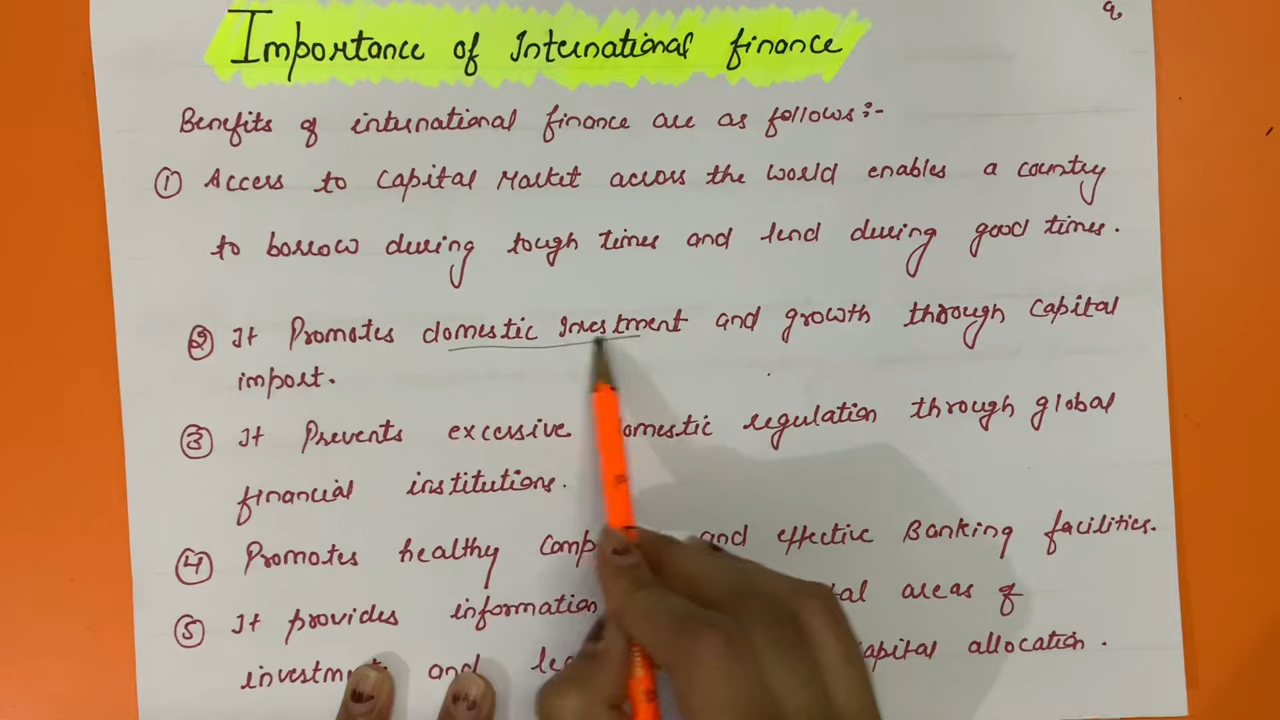 Importance of International finance
Benefits of international finance are as follows:-
① Access to Capital Market across the world enables a country
to borrow during tough times and lend during good times.
② It Promotes domestic investment and growth through Capital
import.
③ It Prevents excessive domestic regulation through global
financial institutions.
④ Promotes healthy and effective Banking facilities.
⑤ It provides information areas of
and capital allocation.